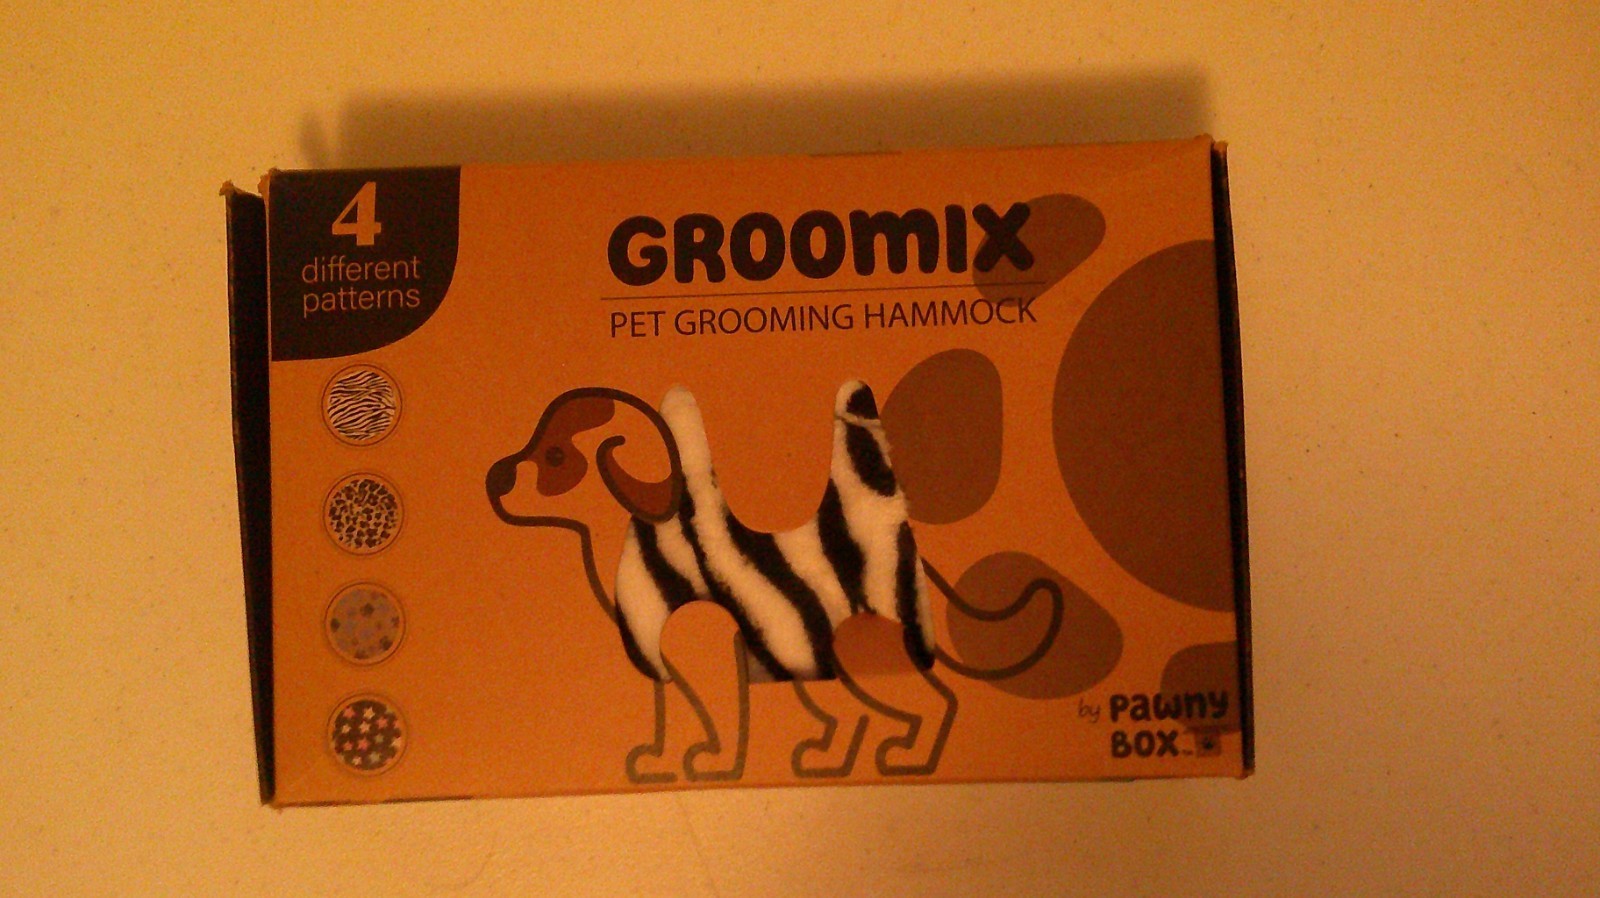 4
different
patterns
GROOMIX
PET GROOMING HAMMOCK
by Pawny
BOX